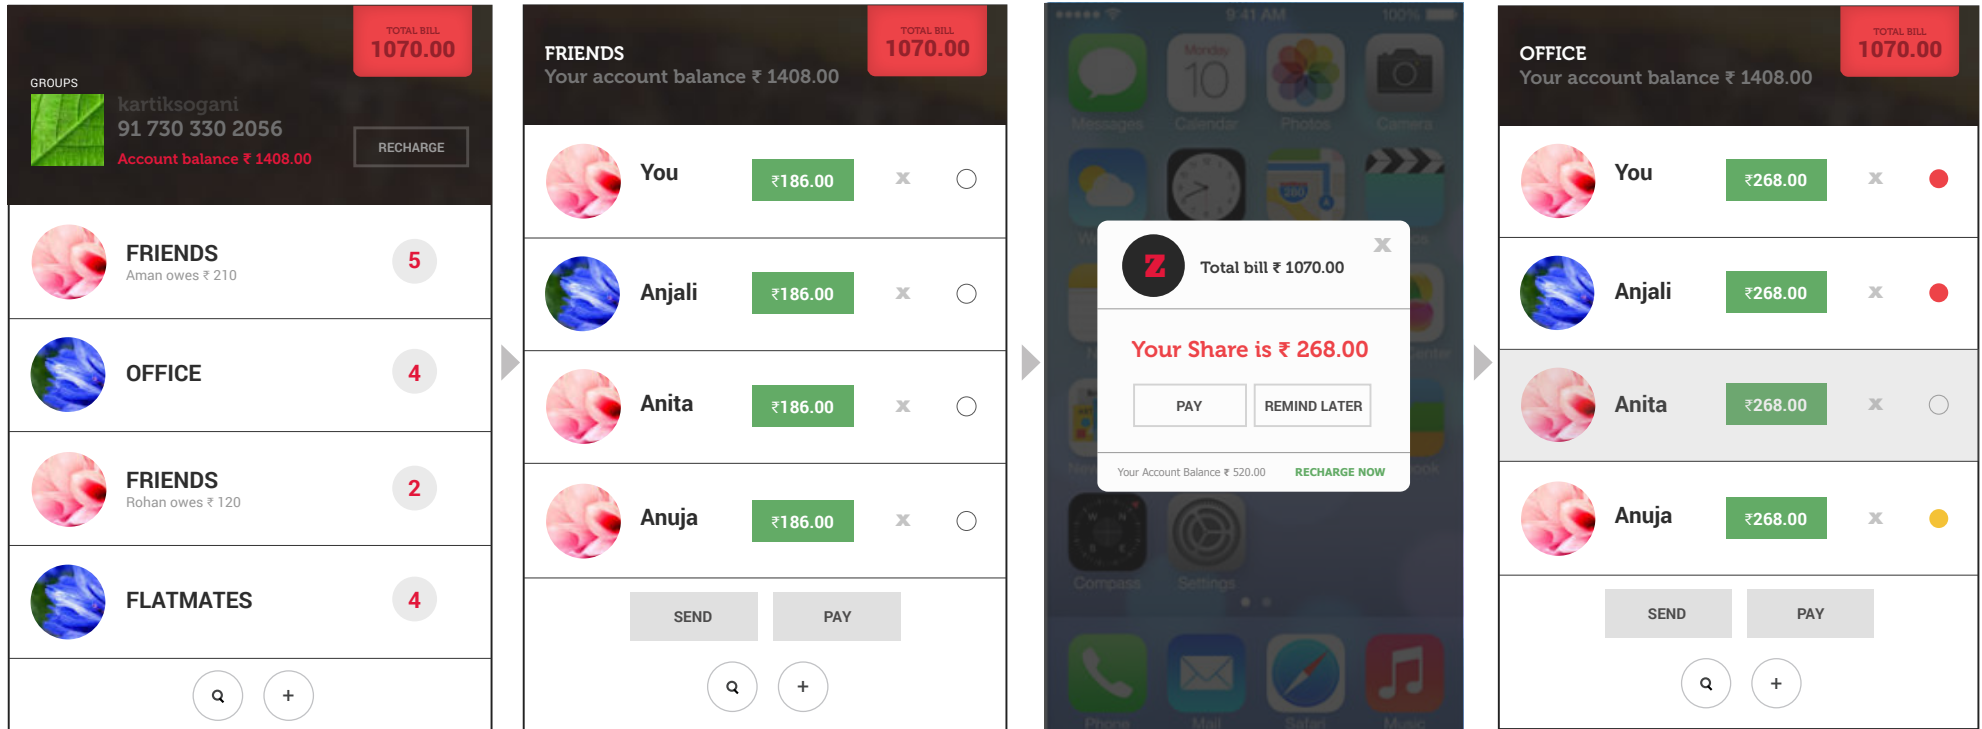 TOTAL BILL
1070.00
GROUPS
kartiksogani
91 730 330 2056
Account balance ₹ 1408.00
RECHARGE
FRIENDS
Aman owes ₹ 210
5
OFFICE
4
FRIENDS
Rohan owes ₹ 120
2
FLATMATES
4
+
TOTAL BILL
1070.00
FRIENDS
Your account balance ₹ 1408.00
You
₹186.00
x
Anjali
₹186.00
x
Anita
₹186.00
x
Anuja
₹186.00
x
SEND
PAY
+
9:41 AM
100%
Monday
10
Messages
Calendar
Photos
Camera
280
Z
Total bill ₹ 1070.00
X
Your Share is ₹ 268.00
PAY
REMIND LATER
Your Account Balance ₹ 520.00
RECHARGE NOW
N
W
E
S
Compass
Settings
Phone
Mail
Safari
Music
TOTAL BILL
1070.00
OFFICE
Your account balance ₹ 1408.00
You
₹268.00
x
Anjali
₹268.00
x
Anita
₹268.00
x
Anuja
₹268.00
x
SEND
PAY
+